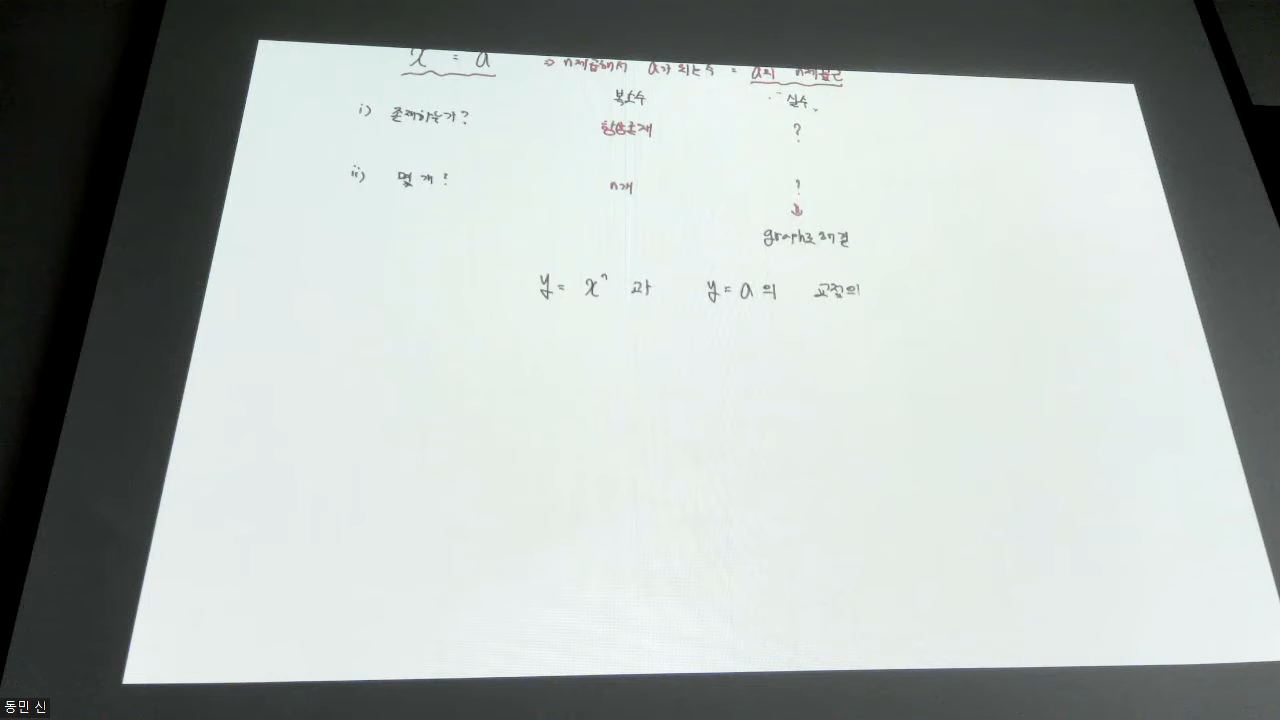 x = a ⇒ n제곱해서 a가 되는수 = a의 n제곱근
복소수 실수
i) 존재하는가? 항상존재 ?
ii) 몇 개? n개 ?
↓
graph로 해결
y = xⁿ 과 y = a 의 교점의
동민 신